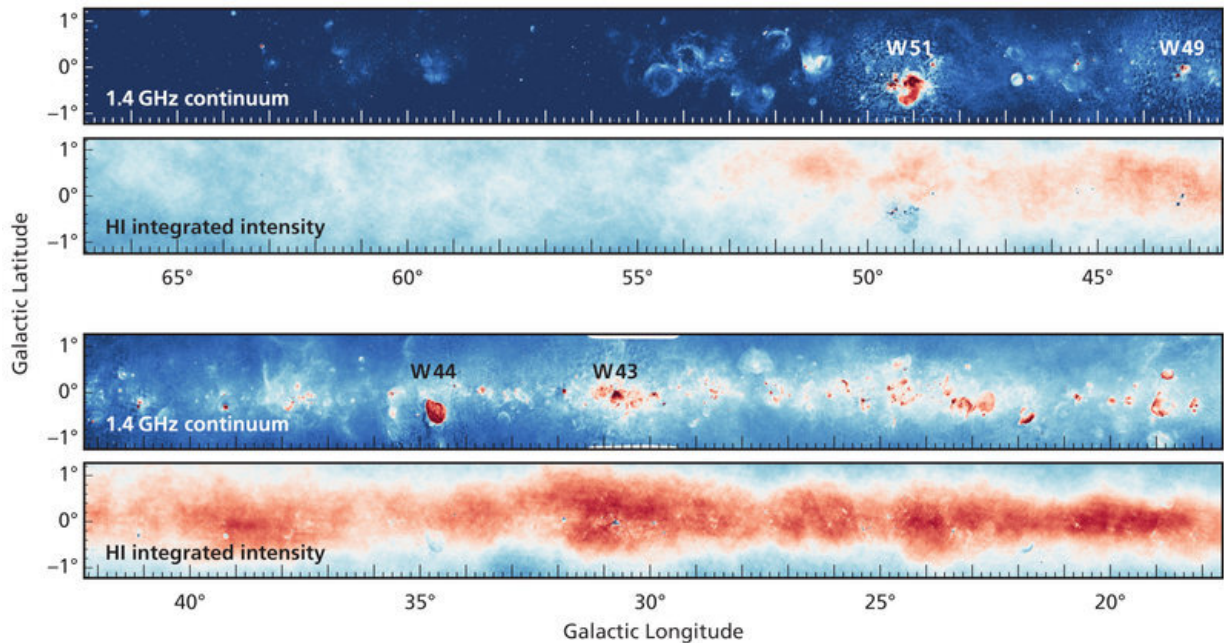 1°
0°
−1°
W51
W49
1.4 GHz continuum
1°
0°
−1°
HI integrated intensity
65°
60°
55°
50°
45°
Galactic Latitude
1°
0°
−1°
W44
W43
1.4 GHz continuum
1°
0°
−1°
HI integrated intensity
40°
35°
30°
25°
20°
Galactic Longitude